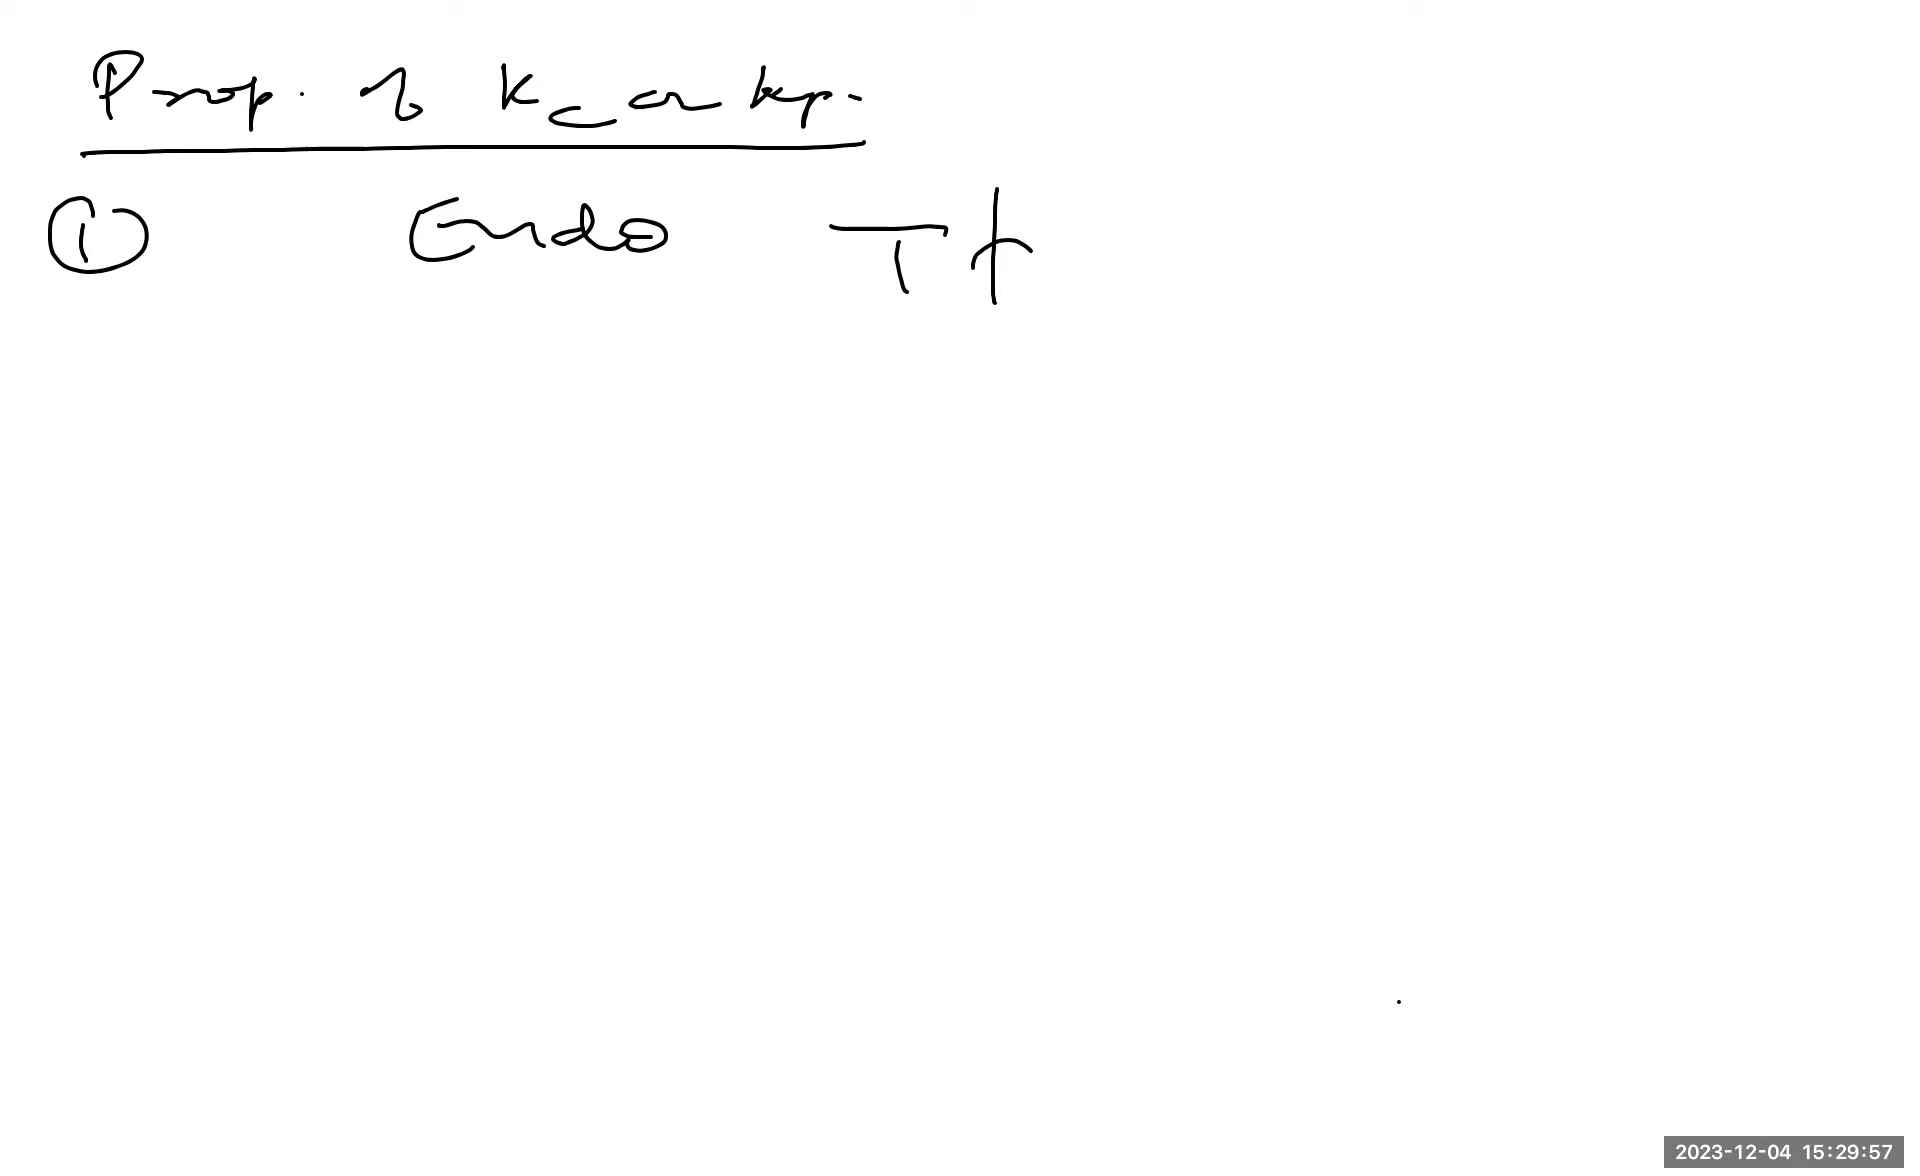 Prop. of Kc or kp.
① Endo T↑
2023-12-04 15:29:57